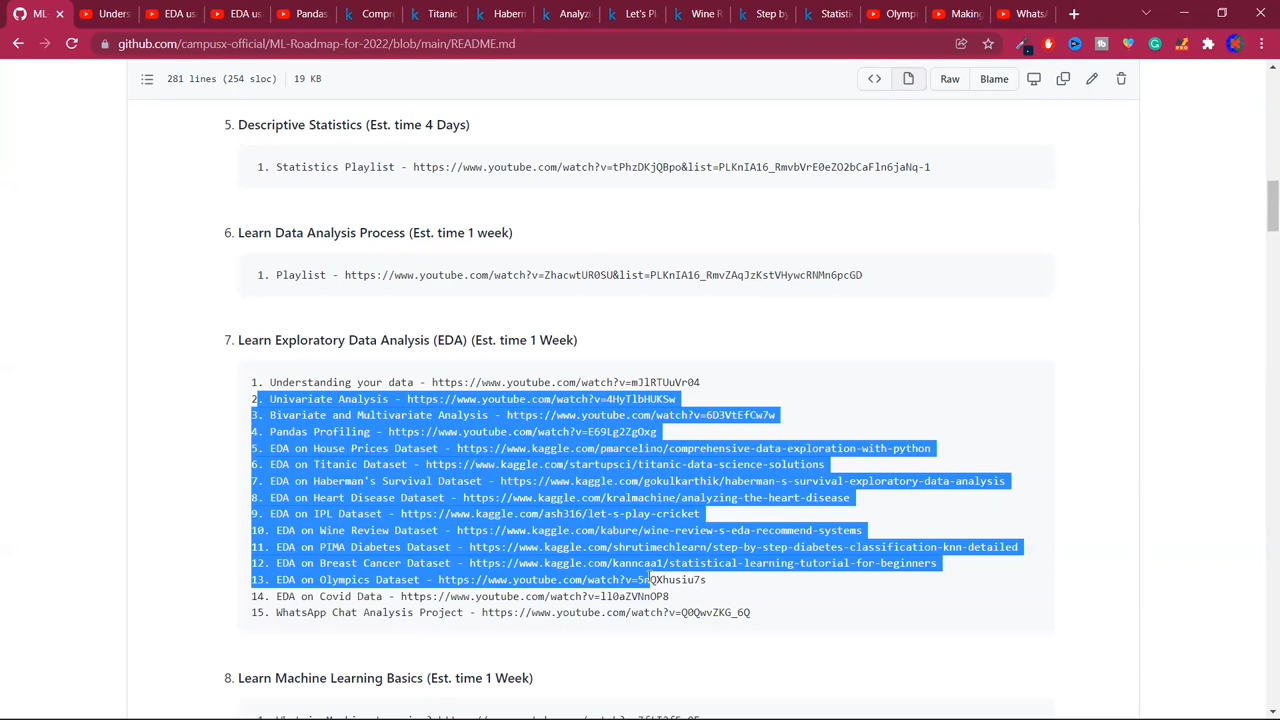 ML-
Unders
EDA us
EDA us
Pandas
Compre
Titanic
Haberm
Analyzi
Let's Pl
Wine R
Step by
Statisti
Olymp
Making
WhatsA
github.com/campusx-official/ML-Roadmap-for-2022/blob/main/README.md
281 lines (254 sloc) 19 KB
Raw Blame
5. Descriptive Statistics (Est. time 4 Days)
1. Statistics Playlist - https://www.youtube.com/watch?v=tPhzDKjQBpo&list=PLKnIA16_RmvbVrE0eZO2bCaFln6jaNq-1
6. Learn Data Analysis Process (Est. time 1 week)
1. Playlist - https://www.youtube.com/watch?v=ZhacwtUR0SU&list=PLKnIA16_RmvZAqJzKstVHywcRNMn6pcGD
7. Learn Exploratory Data Analysis (EDA) (Est. time 1 Week)
1. Understanding your data - https://www.youtube.com/watch?v=mJlRTUuVr04
2. Univariate Analysis - https://www.youtube.com/watch?v=4HyTlbHUKSw
3. Bivariate and Multivariate Analysis - https://www.youtube.com/watch?v=6D3VtEfCw7w
4. Pandas Profiling - https://www.youtube.com/watch?v=E69Lg2ZgOxg
5. EDA on House Prices Dataset - https://www.kaggle.com/pmarcelino/comprehensive-data-exploration-with-python
6. EDA on Titanic Dataset - https://www.kaggle.com/startupsci/titanic-data-science-solutions
7. EDA on Haberman's Survival Dataset - https://www.kaggle.com/gokulkarthik/haberman-s-survival-exploratory-data-analysis
8. EDA on Heart Disease Dataset - https://www.kaggle.com/kralmachine/analyzing-the-heart-disease
9. EDA on IPL Dataset - https://www.kaggle.com/ash316/let-s-play-cricket
10. EDA on Wine Review Dataset - https://www.kaggle.com/kabure/wine-review-s-eda-recommend-systems
11. EDA on PIMA Diabetes Dataset - https://www.kaggle.com/shrutimechlearn/step-by-step-diabetes-classification-knn-detailed
12. EDA on Breast Cancer Dataset - https://www.kaggle.com/kanncaa1/statistical-learning-tutorial-for-beginners
13. EDA on Olympics Dataset - https://www.youtube.com/watch?v=5nQXhusiu7s
14. EDA on Covid Data - https://www.youtube.com/watch?v=ll0aZVNnOP8
15. WhatsApp Chat Analysis Project - https://www.youtube.com/watch?v=Q0QwvZKG_6Q
8. Learn Machine Learning Basics (Est. time 1 Week)